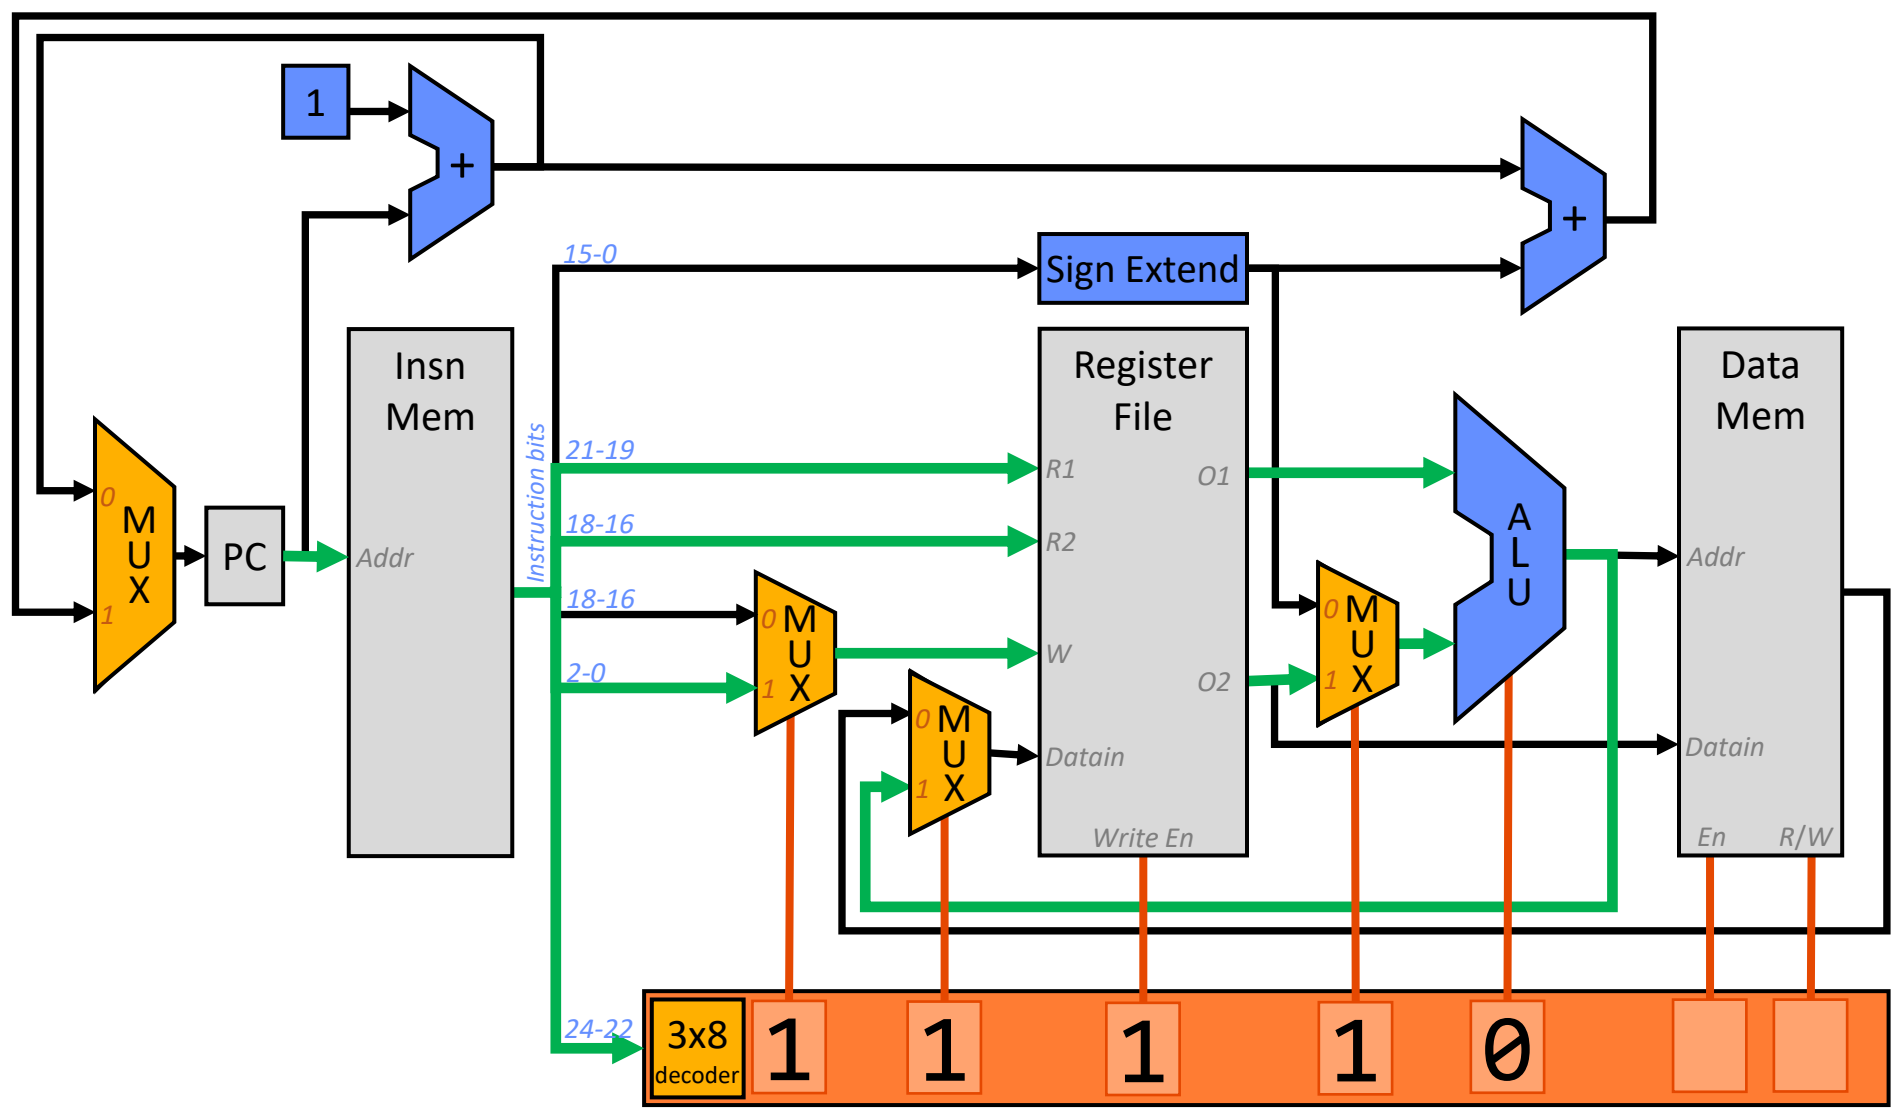 1
+
+
15-0
Sign Extend
Insn
Mem
Addr
Instruction bits
21-19
18-16
18-16
2-0
24-22
0
1
M
U
X
PC
0
1
M
U
X
0
1
M
U
X
Register
File
R1
R2
W
Datain
Write En
O1
O2
0
1
M
U
X
A
L
U
Data
Mem
Addr
Datain
En
R/W
3x8
decoder
1
1
1
1
0